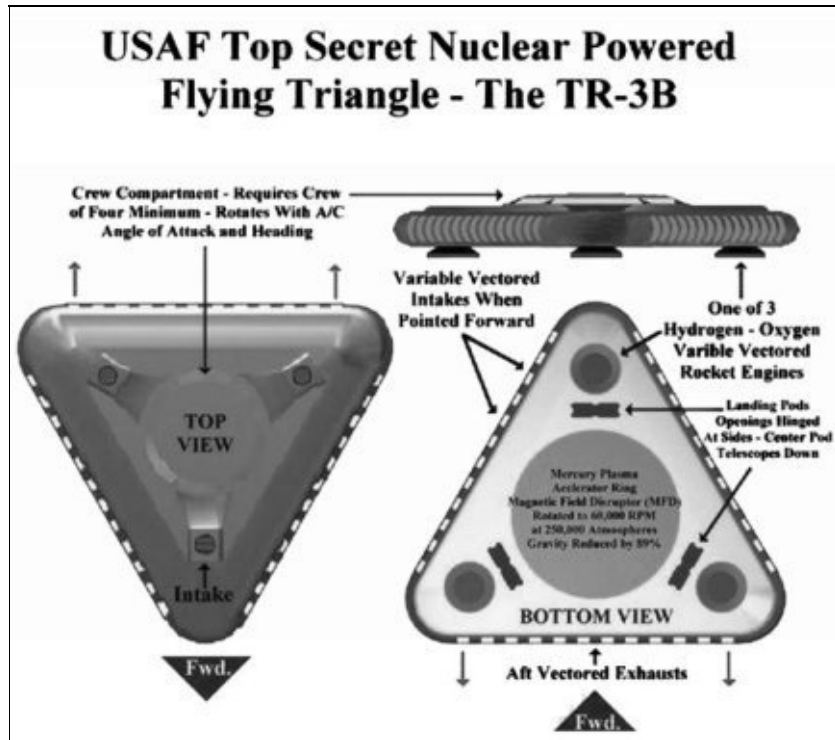 USAF Top Secret Nuclear Powered
Flying Triangle - The TR-3B
Crew Compartment - Requires Crew
of Four Minimum - Rotates With A/C
Angle of Attack and Heading
Variable Vectored
Intakes When
Pointed Forward
One of 3
Hydrogen - Oxygen
Varible Vectored
Rocket Engines
TOP
VIEW
Landing Pods
Openings Hinged
At Sides - Center Pod
Telescopes Down
Mercury Plasma
Acclerator Ring
Magnetic Field Disruptor (MFD)
Rotated to 60,000 RPM
at 250,000 Atmospheres
Gravity Reduced by 89%
Intake
BOTTOM VIEW
Fwd.
Aft Vectored Exhausts
Fwd.